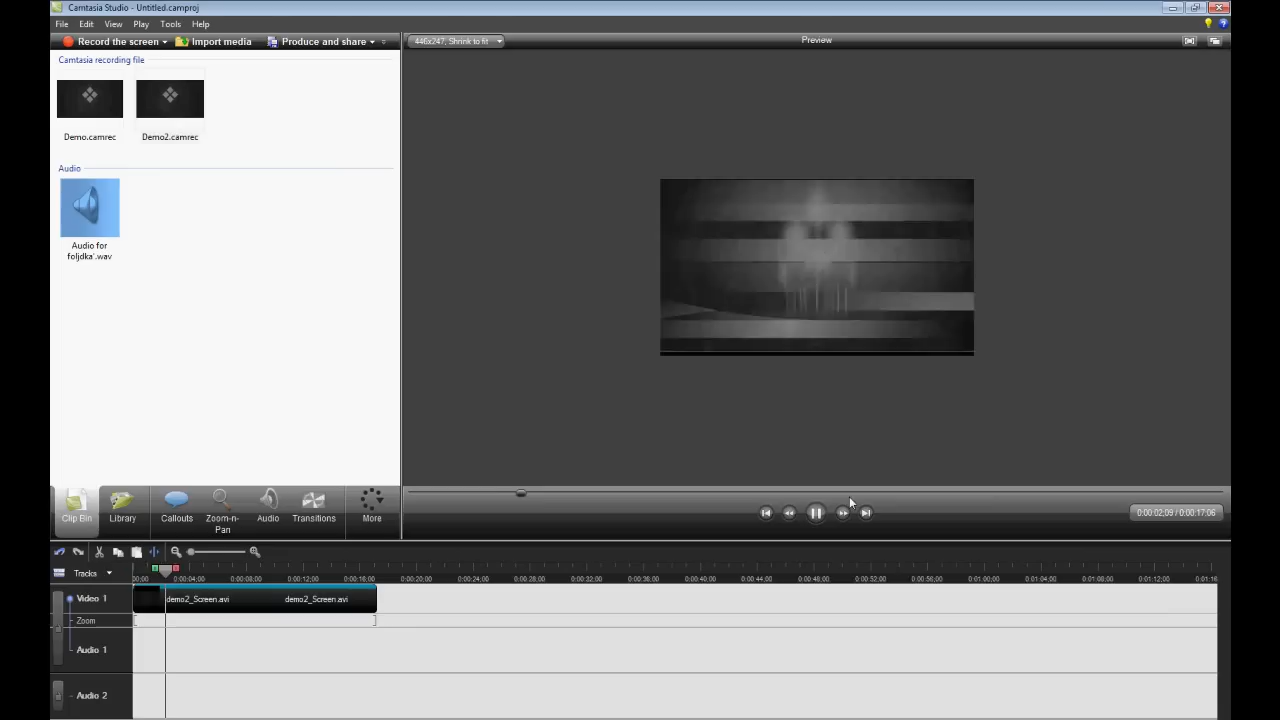 Camtasia Studio - Untitled.camproj
File Edit View Play Tools Help
Record the screen Import media Produce and share
446x247, Shrink to fit
Preview
Camtasia recording file
Demo.camrec
Demo2.camrec
Audio
Audio for
foljdka'.wav
Clip Bin
Library
Callouts
Zoom-n-
Pan
Audio
Transitions
More
0:00:02;09 / 0:00:17;06
Tracks
:00;00 0:00:04;00 0:00:08;00 0:00:12;00 0:00:16;00 0:00:20;00 0:00:24;00 0:00:28;00 0:00:32;00 0:00:36;00 0:00:40;00 0:00:44;00 0:00:48;00 0:00:52;00 0:00:56;00 0:01:00;00 0:01:04;00 0:01:08;00 0:01:12;00 0:01:16
Video 1
demo2_Screen.avi
demo2_Screen.avi
Zoom
Audio 1
Audio 2